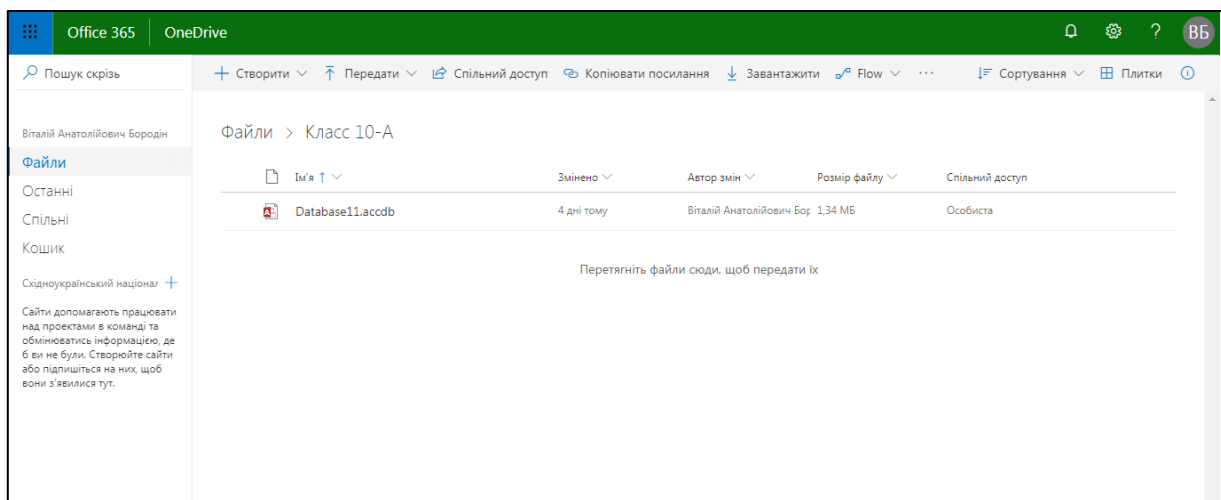 Office 365 OneDrive ? ВБ
Пошук скрізь
Створити Передати Спільний доступ Копіювати посилання Завантажити Flow ... Сортування Плитки
Віталій Анатолійович Бородін
Файли
Останні
Спільні
Кошик
Східноукраїнський націонал
Сайти допомагають працювати
над проектами в команді та
обмінюватись інформацією, де
б ви не були. Створюйте сайти
або підпишіться на них, щоб
вони з'явилися тут.
Файли > Класс 10-А
Ім'я ↑ Змінено Автор змін Розмір файлу Спільний доступ
Database11.accdb 4 дні тому Віталій Анатолійович Бор 1,34 МБ Особиста
Перетягніть файли сюди, щоб передати їх